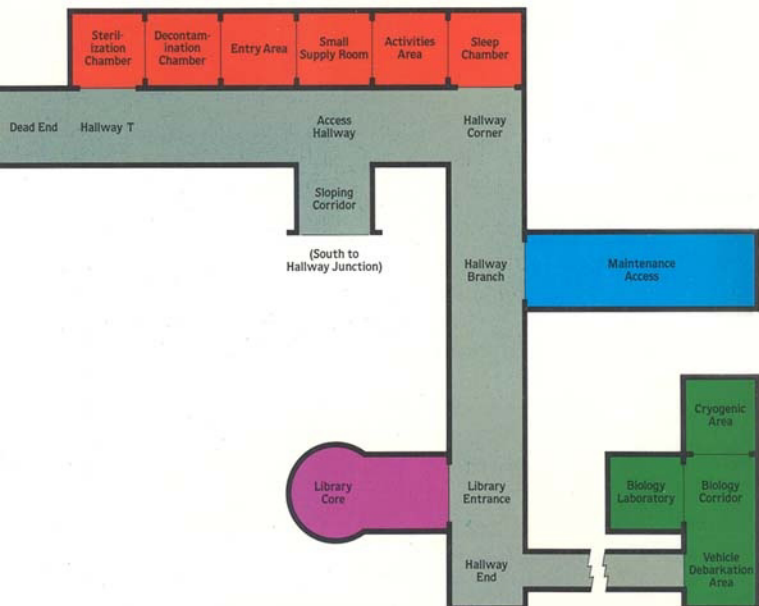 Steril-
ization
Chamber
Decontam-
ination
Chamber
Entry Area
Small
Supply Room
Activities
Area
Sleep
Chamber
Dead End
Hallway T
Access
Hallway
Hallway
Corner
Sloping
Corridor
(South to
Hallway Junction)
Hallway
Branch
Maintenance
Access
Cryogenic
Area
Library
Core
Library
Entrance
Biology
Laboratory
Biology
Corridor
Hallway
End
Vehicle
Debarkation
Area